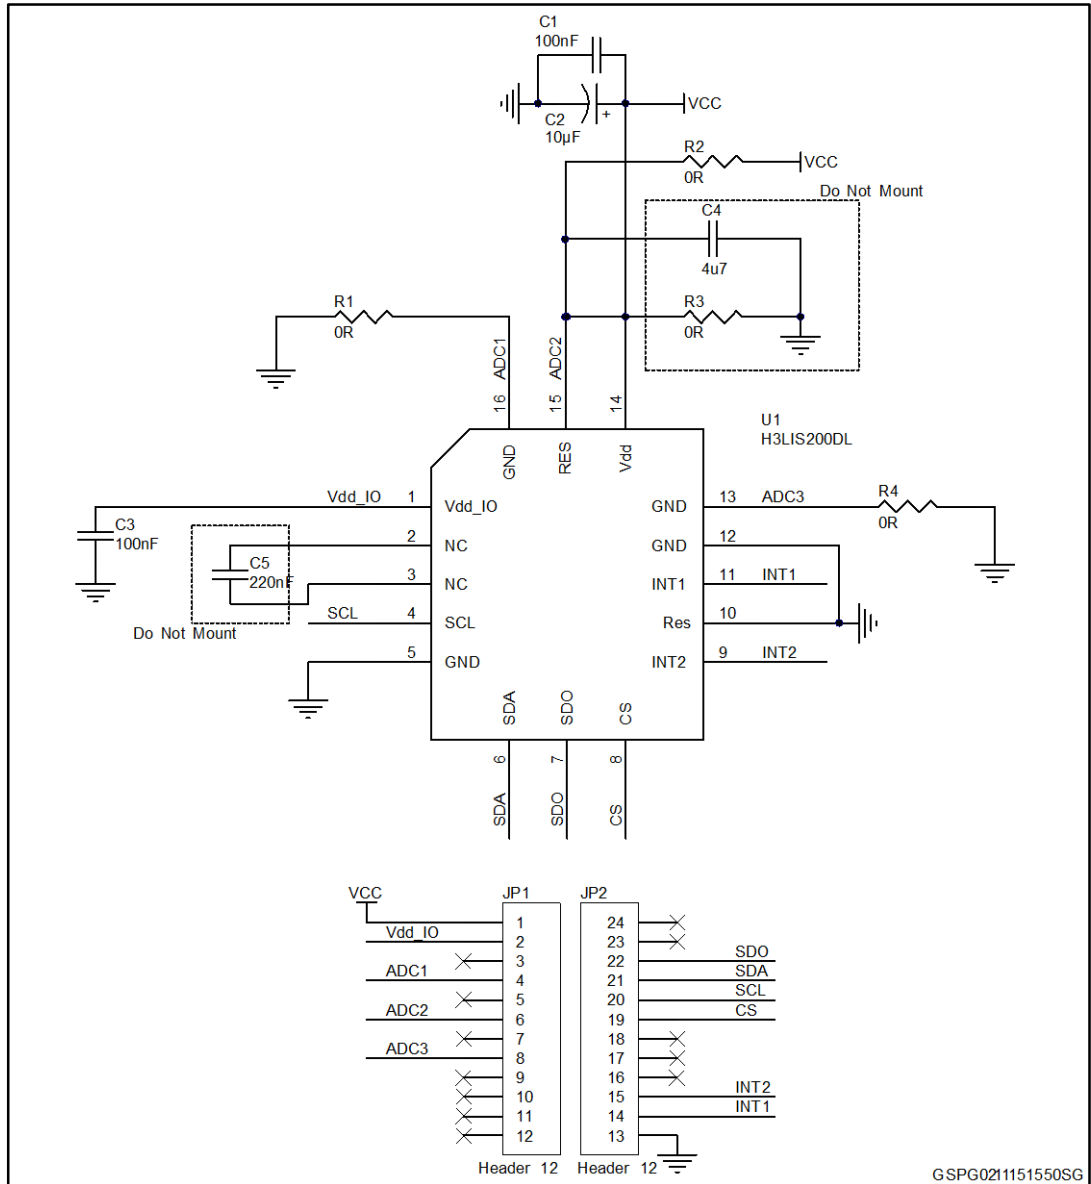 C1
100nF
VCC
C2
+
10µF
R2
VCC
0R
Do Not Mount
C4
4u7
R1
0R
R3
0R
ADC1
ADC2
16
15
14
U1
H3LIS200DL
GND
RES
Vdd
Vdd_IO
1
Vdd_IO
GND
13
ADC3
R4
0R
C3
100nF
2
NC
GND
12
C5
220nF
3
NC
INT1
11
INT1
SCL
4
SCL
Res
10
Do Not Mount
5
GND
INT2
9
INT2
SDA
SDO
CS
6
7
8
SDA
SDO
CS
VCC
JP1
JP2
1
24
Vdd_IO
2
23
3
22
SDO
ADC1
4
21
SDA
5
20
SCL
ADC2
6
19
CS
7
18
ADC3
8
17
9
16
10
15
INT2
11
14
INT1
12
13
Header 12
Header 12
GSPG0211151550SG